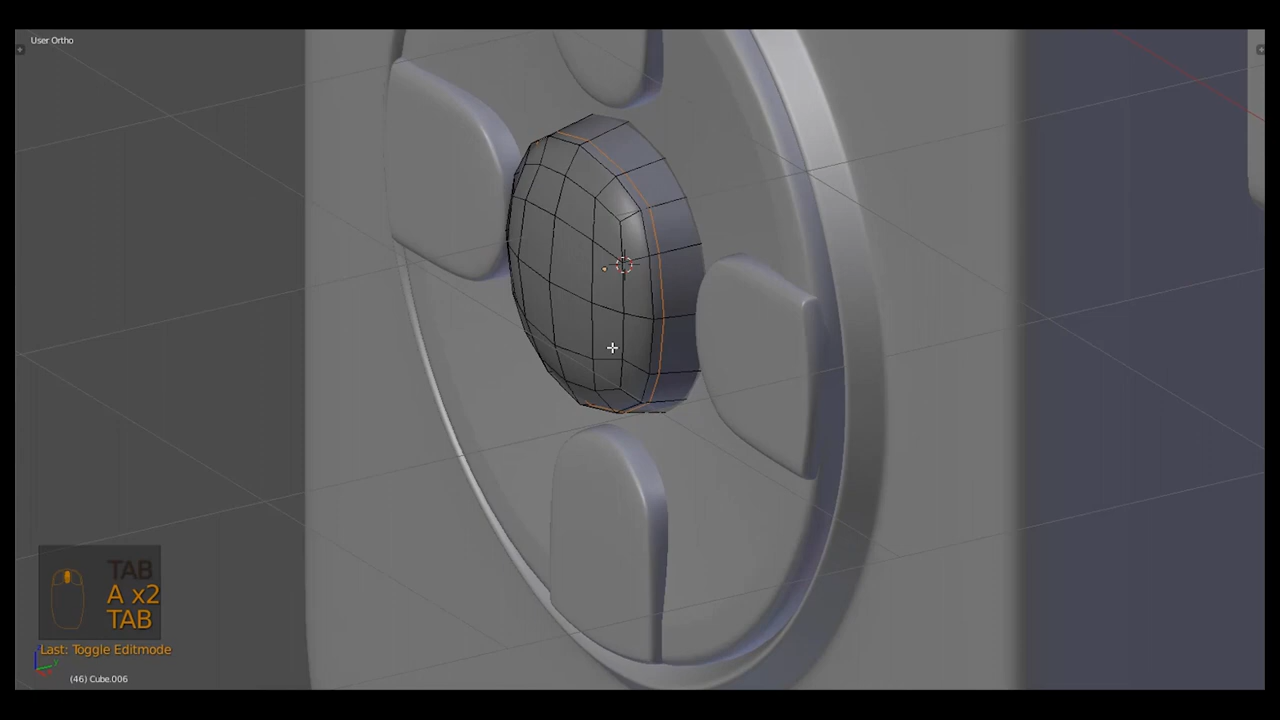 User Ortho
TAB
A x2
TAB
Last: Toggle Editmode
(46) Cube.006